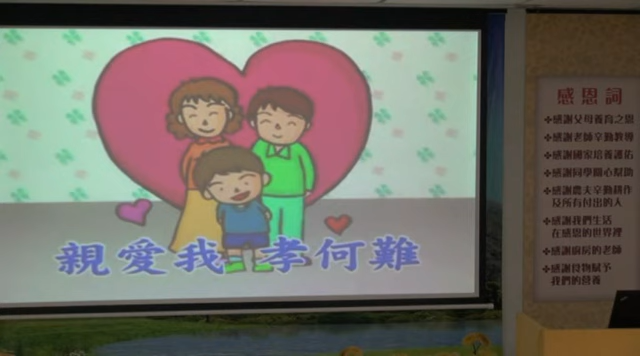 親愛我 孝何難
感恩詞
❖感謝父母養育之恩
❖感謝老師辛勤教導
❖感謝國家培養護佑
❖感謝同學關心幫助
❖感謝農夫辛勤耕作
及所有付出的人
❖感謝我們生活
在感恩的世界裡
❖感謝廚房的老師
❖感謝食物賦予
我們的營養